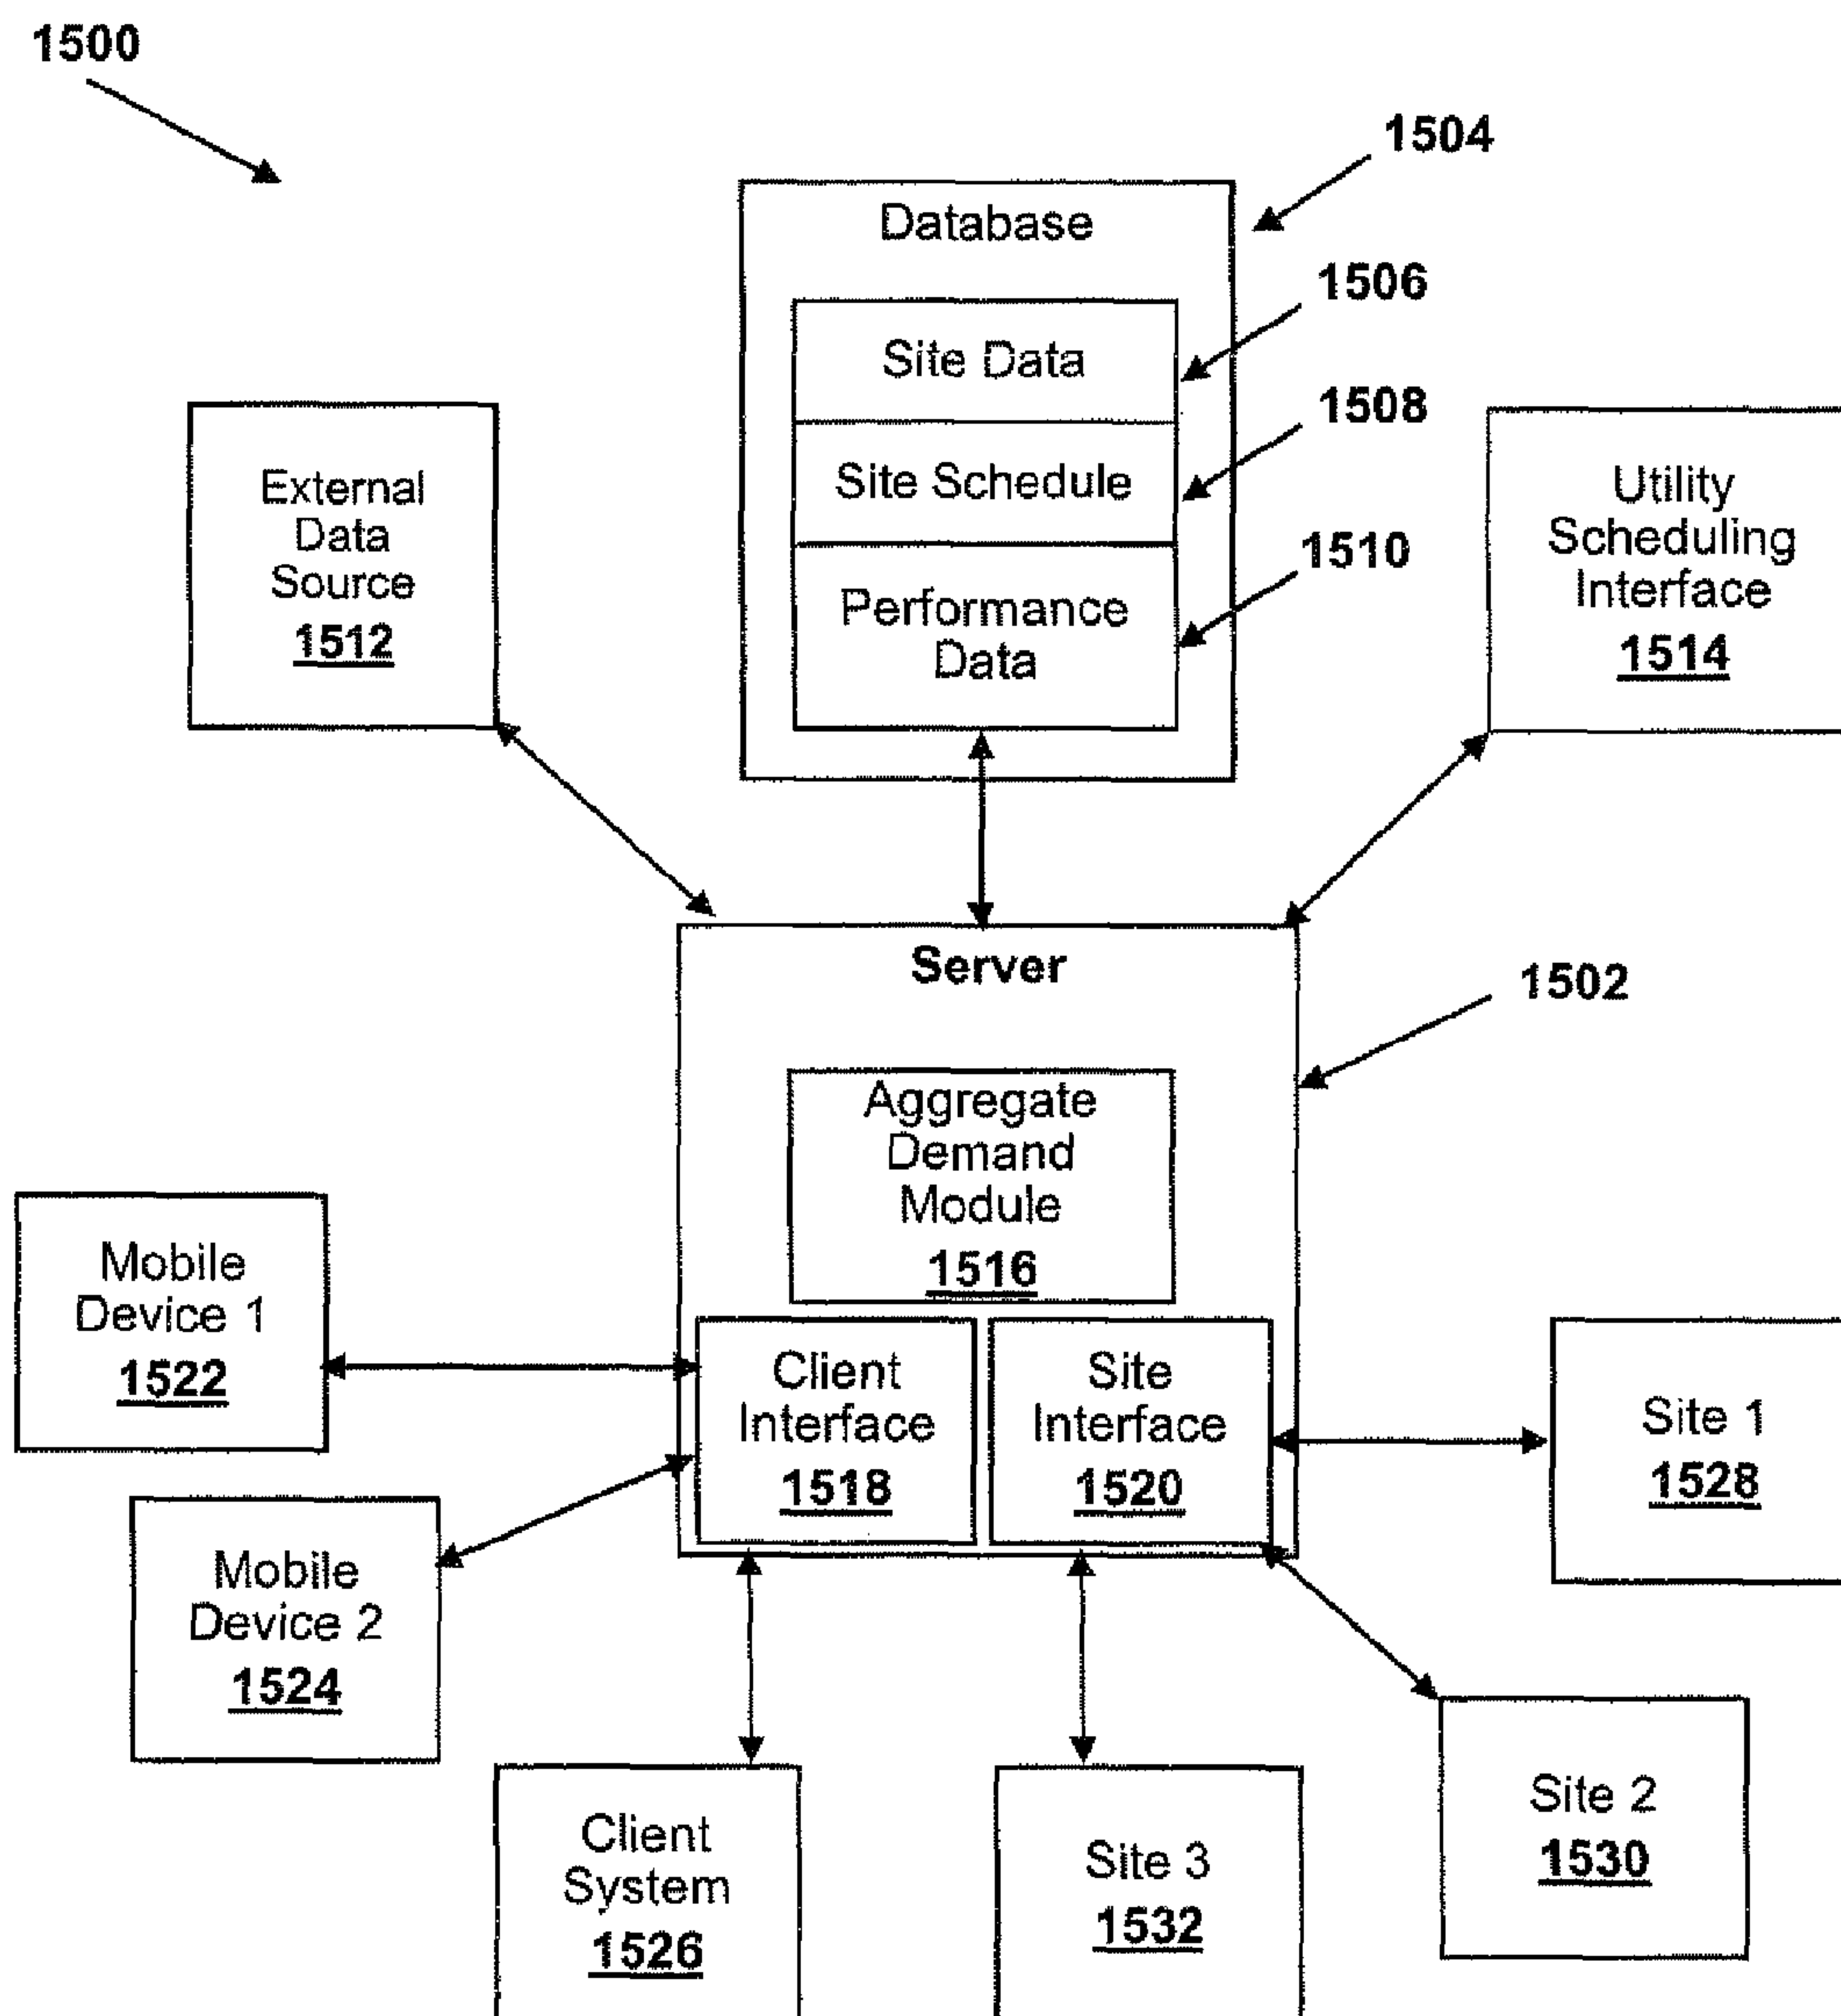 1500
1504
Database
1506
Site Data
1508
Site Schedule
1510
Performance
Data
External
Data
Source
1512
Utility
Scheduling
Interface
1514
Server
1502
Aggregate
Demand
Module
1516
Client
Interface
1518
Site
Interface
1520
Mobile
Device 1
1522
Mobile
Device 2
1524
Site 1
1528
Site 2
1530
Client
System
1526
Site 3
1532